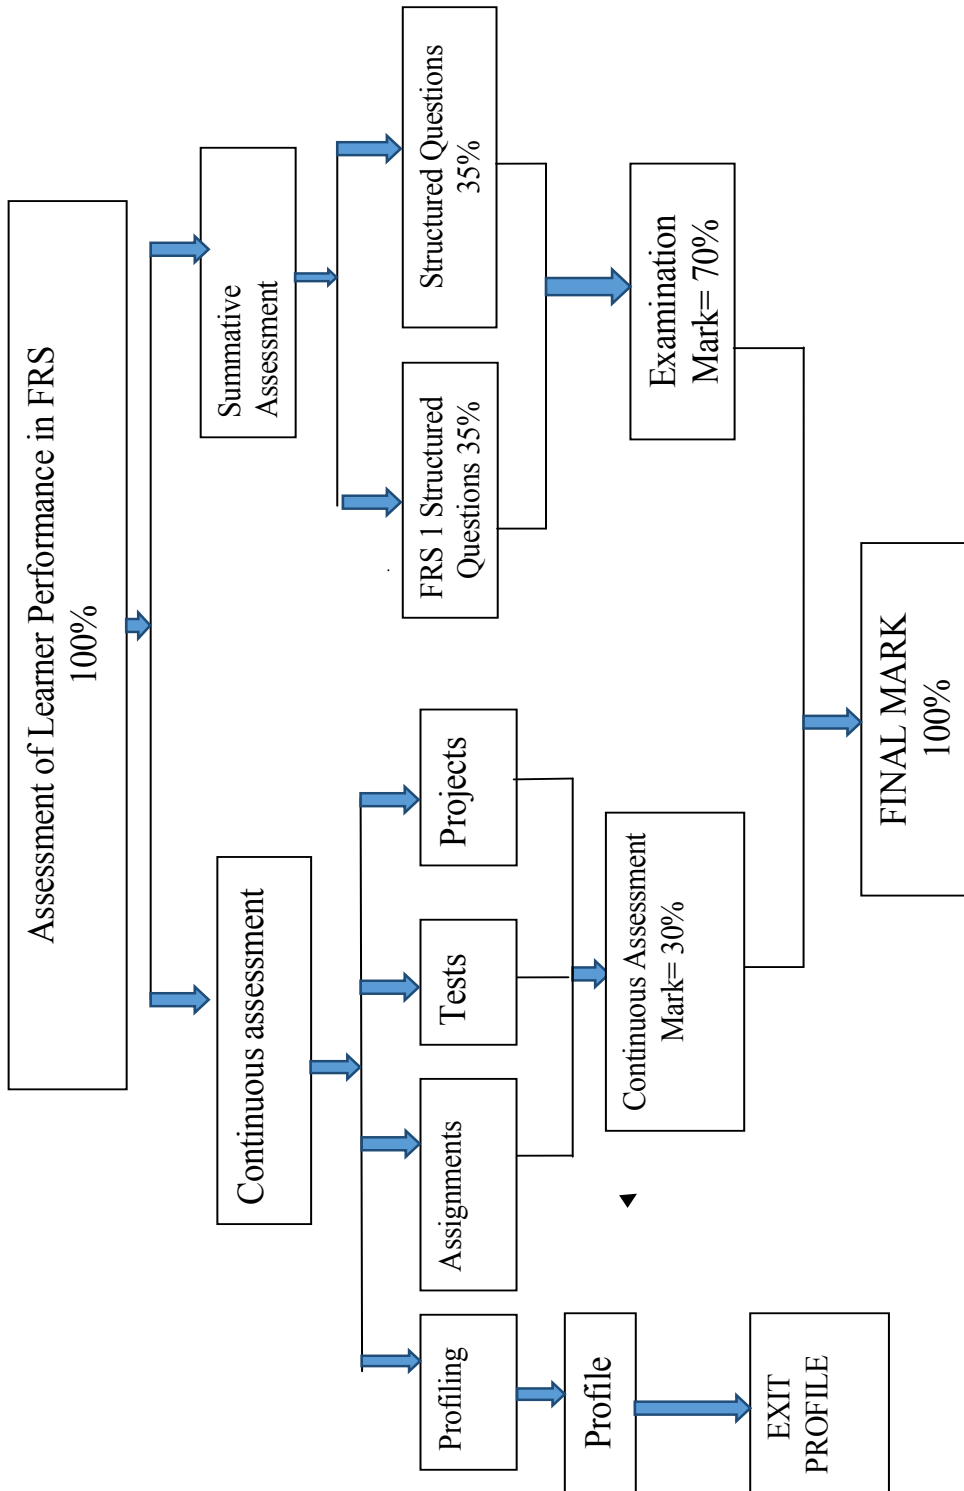 Assessment of Learner Performance in FRS
100%
Continuous assessment
Summative
Assessment
Profiling
Assignments
Tests
Projects
FRS 1 Structured
Questions 35%
Structured Questions
35%
Profile
Continuous Assessment
Mark= 30%
Examination
Mark= 70%
EXIT
PROFILE
FINAL MARK
100%